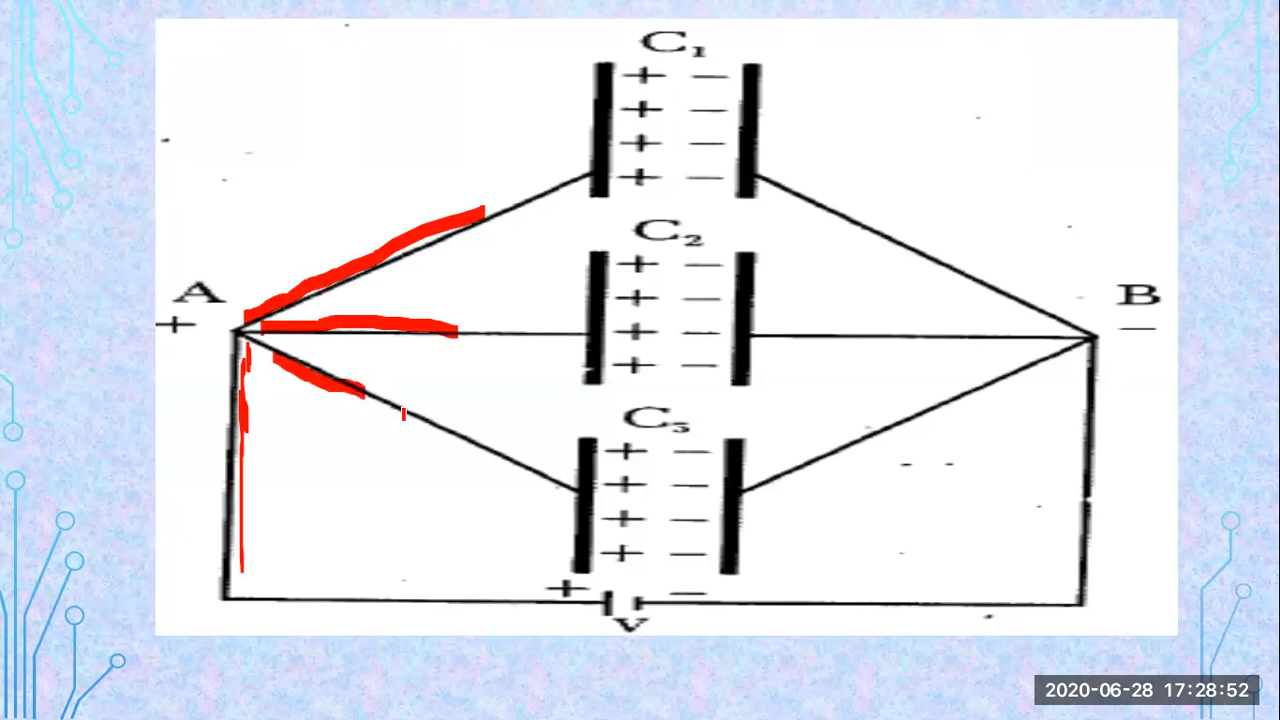 C₁
+ −
+ −
+ −
+ −
C₂
+ −
+ −
+ −
+ −
A
+
B
−
C₃
+ −
+ −
+ −
+ −
+ −
V
2020-06-28 17:28:52